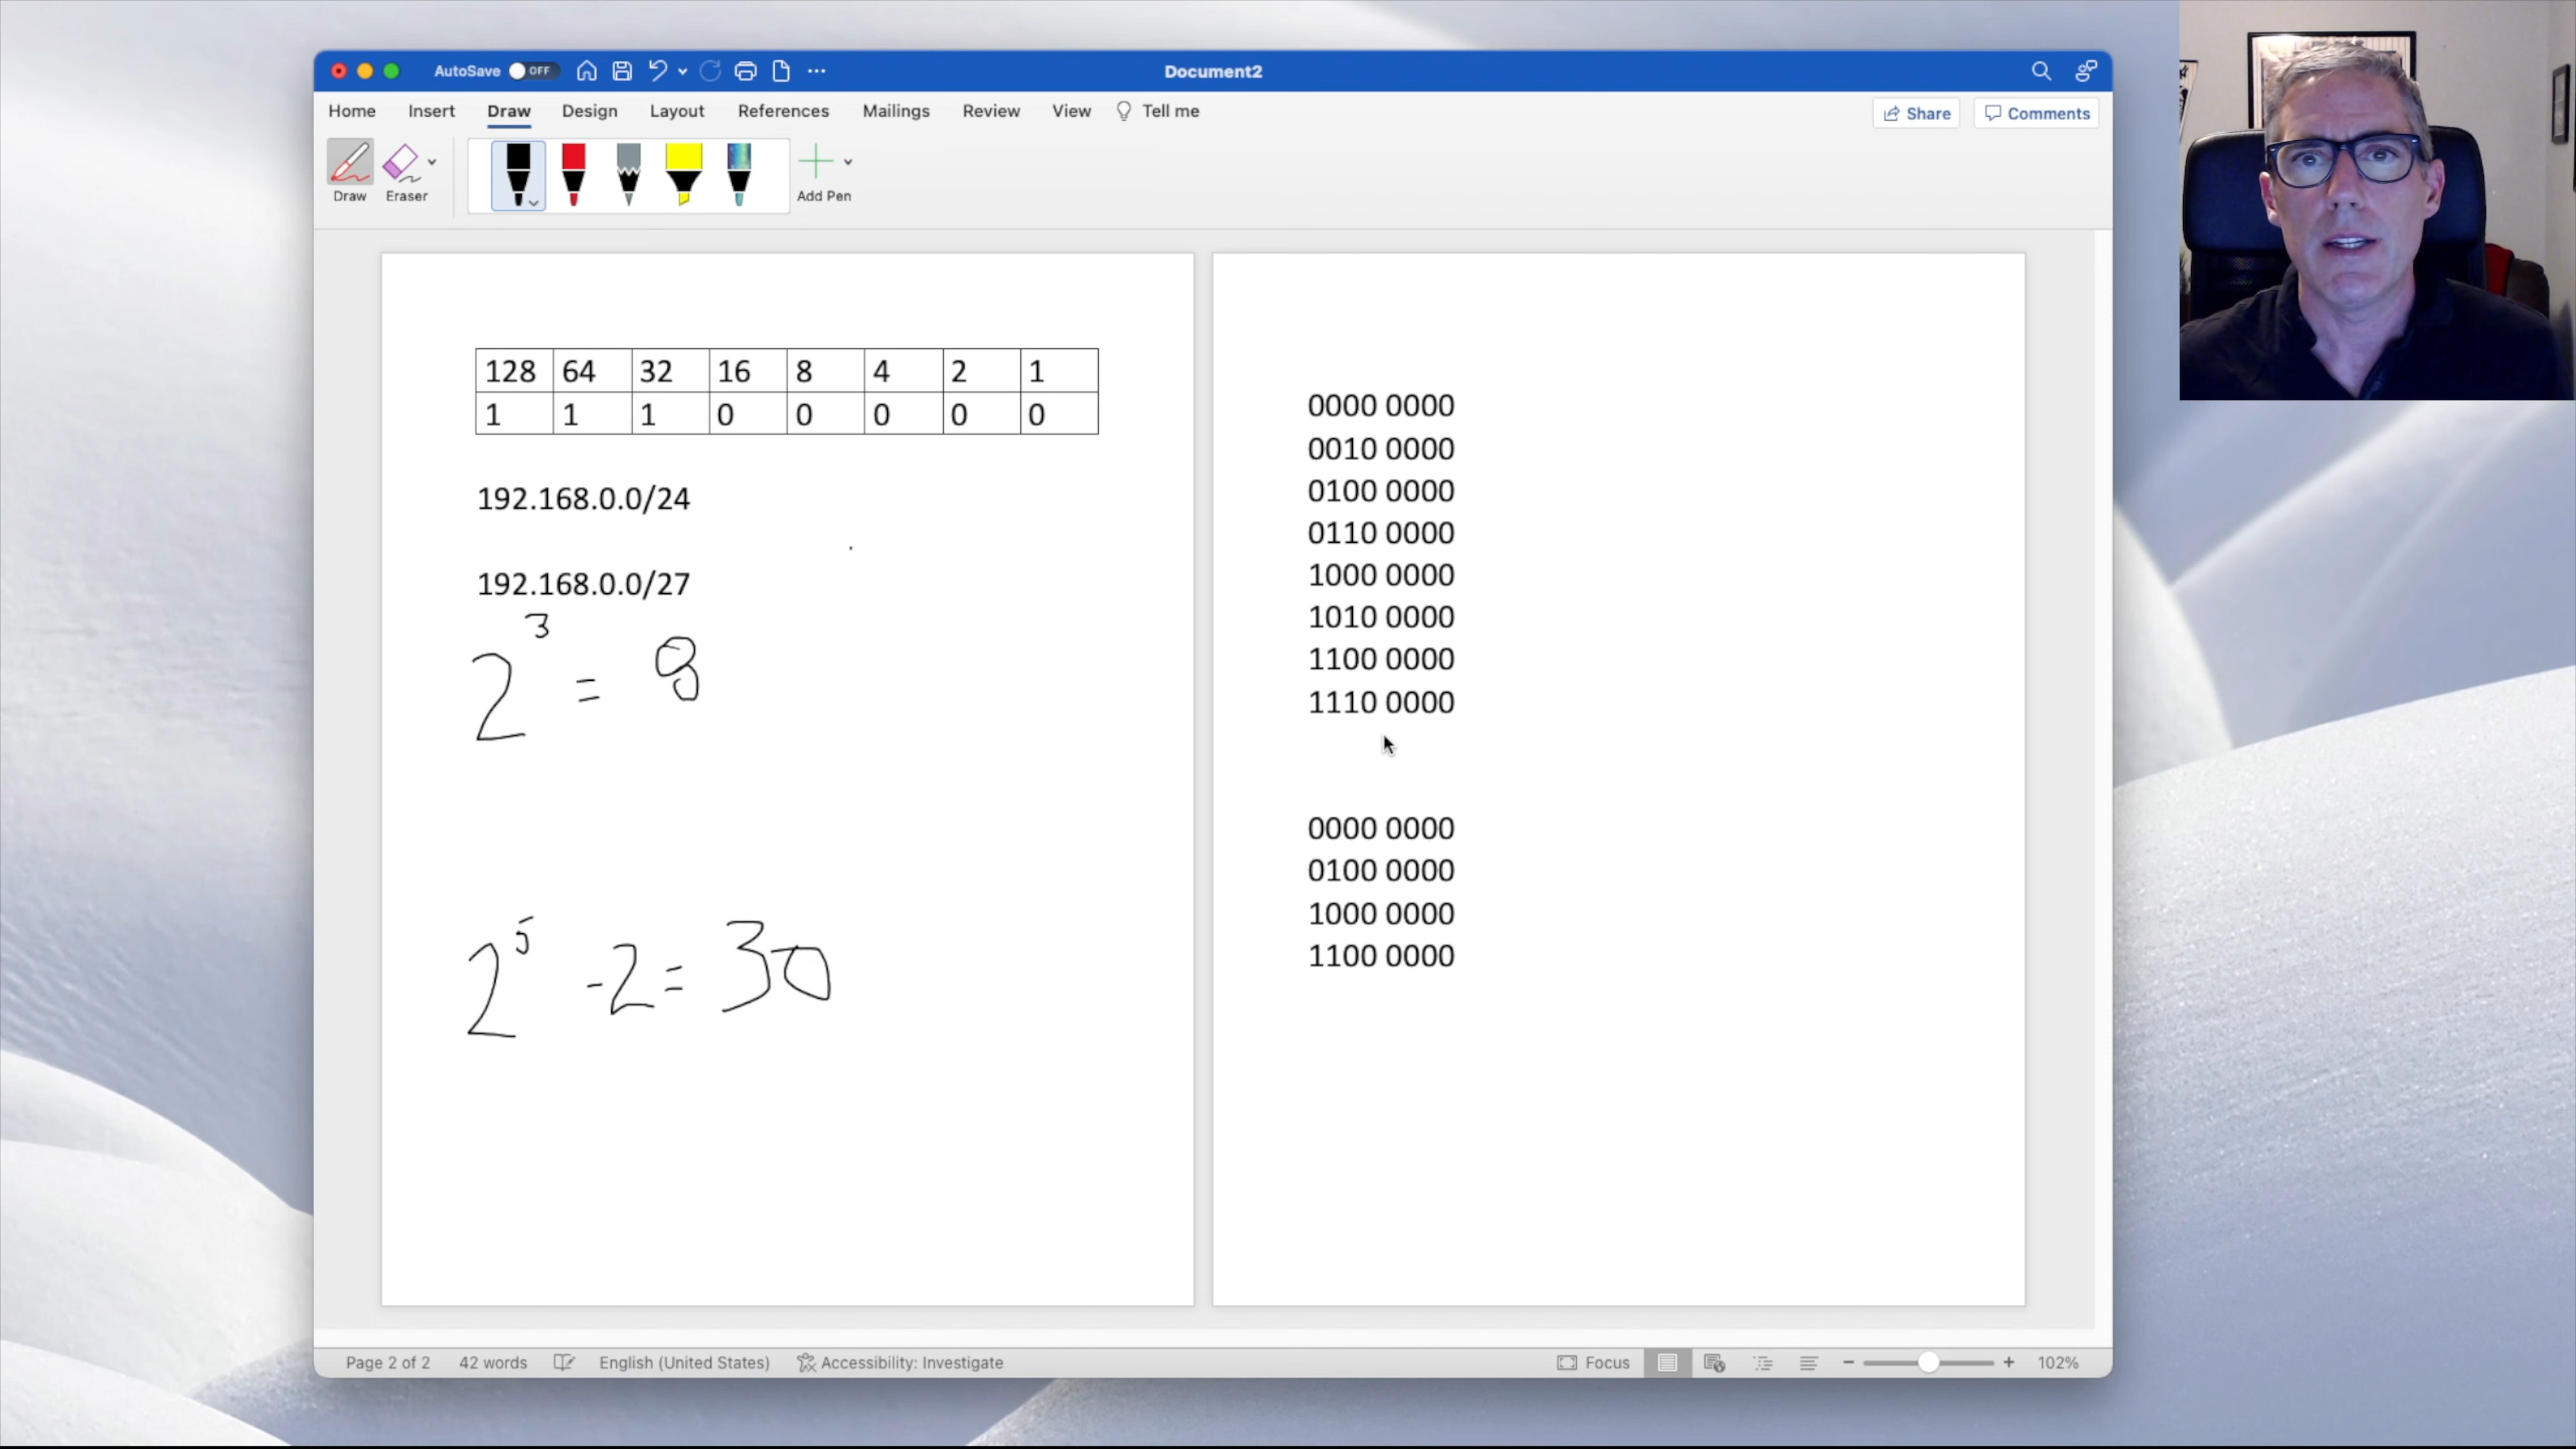 AutoSave OFF
Document2
Home Insert Draw Design Layout References Mailings Review View Tell me
Share Comments
Draw Eraser Add Pen
128 64 32 16 8 4 2 1
1 1 1 0 0 0 0 0
192.168.0.0/24
192.168.0.0/27
2³ = 8
2⁵ -2= 30
0000 0000
0010 0000
0100 0000
0110 0000
1000 0000
1010 0000
1100 0000
1110 0000
0000 0000
0100 0000
1000 0000
1100 0000
Page 2 of 2 42 words English (United States) Accessibility: Investigate Focus 102%